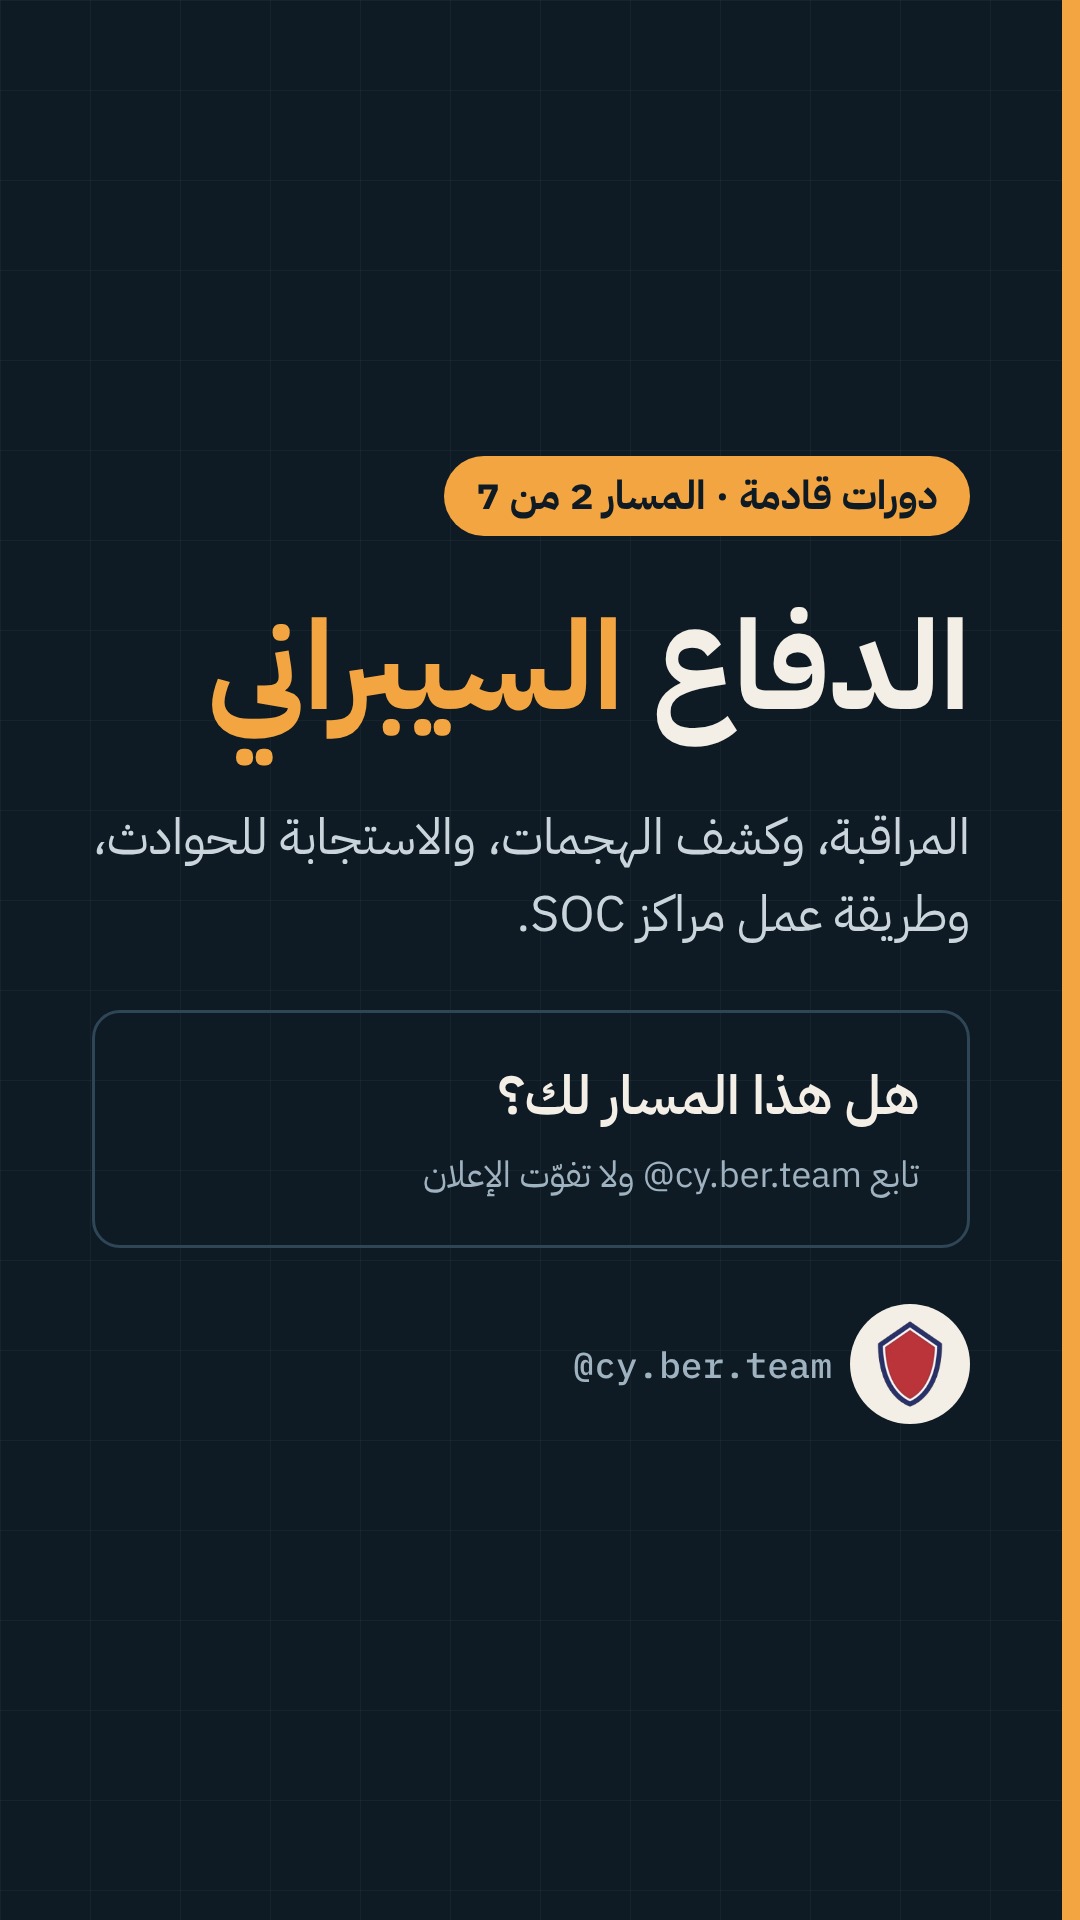 دورات قادمة · المسار 2 من 7
الدفاع السيبراني
المراقبة، وكشف الهجمات، والاستجابة للحوادث،
وطريقة عمل مراكز SOC.
هل هذا المسار لك؟
تابع @cy.ber.team ولا تفوّت الإعلان
@cy.ber.team